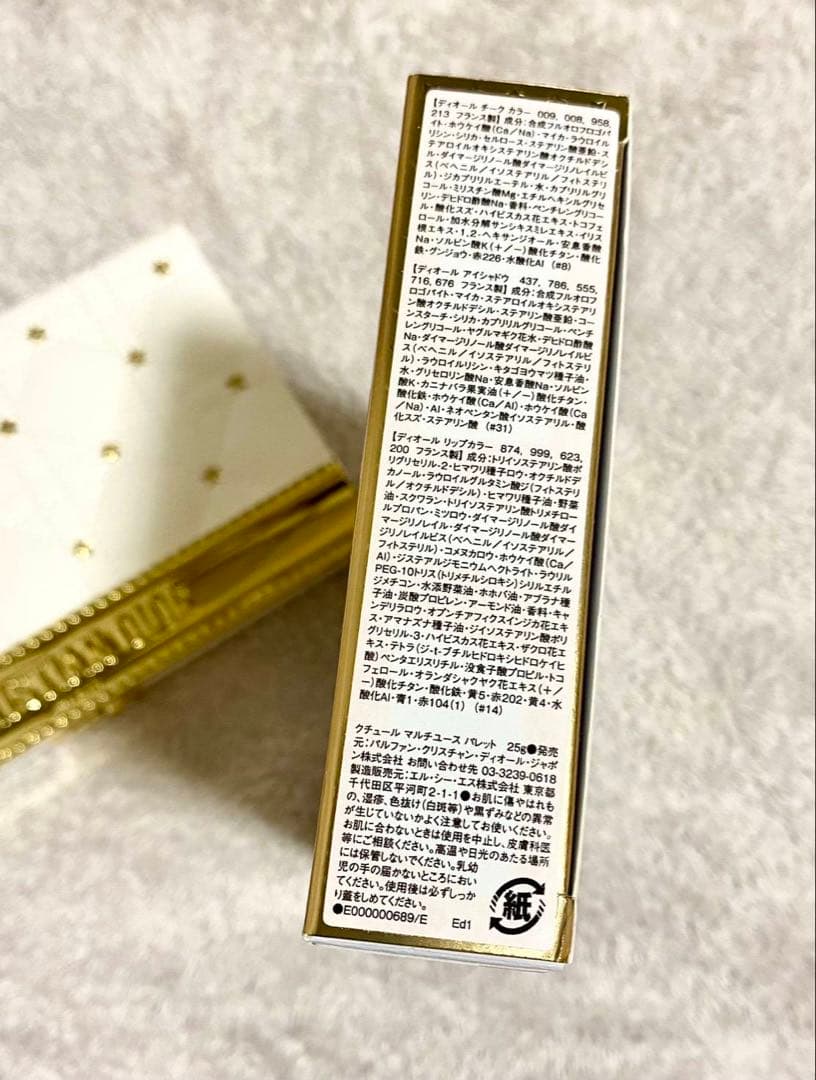 【ディオール チーク カラー 009, 008, 958,
213 フランス製】 成分：合成フルオロフロゴパ
イト・ホウケイ酸(Ca／Na)・マイカ・ラウロイル
リシン・シリカ・セルロース・ステアリン酸亜鉛・ス
テアロイルオキシステアリン酸オクチルドデシ
ル・ダイマージリノール酸ダイマージリノレイルビ
ス(ベヘニル／イソステアリル／フィトステリ
ル)・ジカプリリルエーテル・水・カプリリルグリ
コール・ミリスチン酸Mg・エチルヘキシルグリセ
リン・デヒドロ酢酸Na・香料・ペンチレングリコー
ル・酸化スズ・ハイビスカス花エキス・トコフェ
ロール・加水分解サンシキスミレエキス・イリス
根エキス・1,2-ヘキサンジオール・安息香酸
Na・ソルビン酸K（＋/－）酸化チタン・酸化
鉄・グンジョウ・赤226・水酸化Al （#8）
【ディオール アイシャドウ 437, 786, 555,
716, 676 フランス製】 成分：合成フルオロフ
ロゴパイト・マイカ・ステアロイルオキシステアリ
ン酸オクチルドデシル・ステアリン酸亜鉛・コー
ンスターチ・シリカ・カプリリルグリコール・ペンチ
レングリコール・ヤグルマギク花水・デヒドロ酢酸
Na・ダイマージリノール酸ダイマージリノレイルビ
ス(ベヘニル／イソステアリル／フィトステリ
ル)・ラウロイルリシン・キタゴヨウマツ種子油・
水・グリセロリン酸Na・安息香酸Na・ソルビン
酸K・カニナバラ果実油（＋/－）酸化チタン・
酸化鉄・ホウケイ酸(Ca／Al)・ホウケイ酸(Ca
／Na)・Al・ネオペンタン酸イソステアリル・酸
化スズ・ステアリン酸 （#31）
【ディオール リップカラー 874, 999, 623,
200 フランス製】 成分：トリイソステアリン酸ポ
リグリセリル-2・ヒマワリ種子ロウ・オクチルドデ
カノール・ラウロイルグルタミン酸ジ(フィトステリ
ル／オクチルドデシル)・ヒマワリ種子油・野菜
油・スクワラン・トリイソステアリン酸トリメチロー
ルプロパン・ミツロウ・ダイマージリノール酸ダイ
マージリノレイル・ダイマージリノール酸ダイマー
ジリノレイルビス(ベヘニル／イソステアリル／
フィトステリル)・コメヌカロウ・ホウケイ酸(Ca／
Al)・ジステアルジモニウムヘクトライト・ラウリル
PEG-10トリス(トリメチルシロキシ)シリルエチル
ジメチコン・水添野菜油・ホホバ油・アブラナ種
子油・炭酸プロピレン・アーモンド油・香料・キャ
ンデリラロウ・オプンチアフィクスインジカ花エキ
ス・アマナズナ種子油・ジイソステアリン酸ポリ
グリセリル-3・ハイビスカス花エキス・ザクロ花エ
キス・テトラ(ジ-t-ブチルヒドロキシヒドロケイヒ
酸)ペンタエリスリチル・没食子酸プロピル・トコ
フェロール・オランダシャクヤク花エキス（＋/
－）酸化チタン・酸化鉄・黄5・赤202・黄4・水
酸化Al・青1・赤104(1) （#14）
クチュール マルチユース パレット 25g●発売
元：パルファン・クリスチャン・ディオール・ジャポ
ン株式会社 お問い合わせ先 03-3239-0618
製造販売元：エル・シー・エス株式会社 東京都
千代田区平河町2-1-1●お肌に傷やはれも
の、湿疹、色抜け(白斑等)や黒ずみなどの異常
が生じていないかよく注意してお使いください。
お肌に合わないときは使用を中止し、皮膚科医
等にご相談ください。高温や日光のあたる場所
には保管しないでください。乳幼
児の手の届かないところにおい
てください。使用後は必ずしっか
り蓋をしめてください。
●E000000689/E Ed1
紙